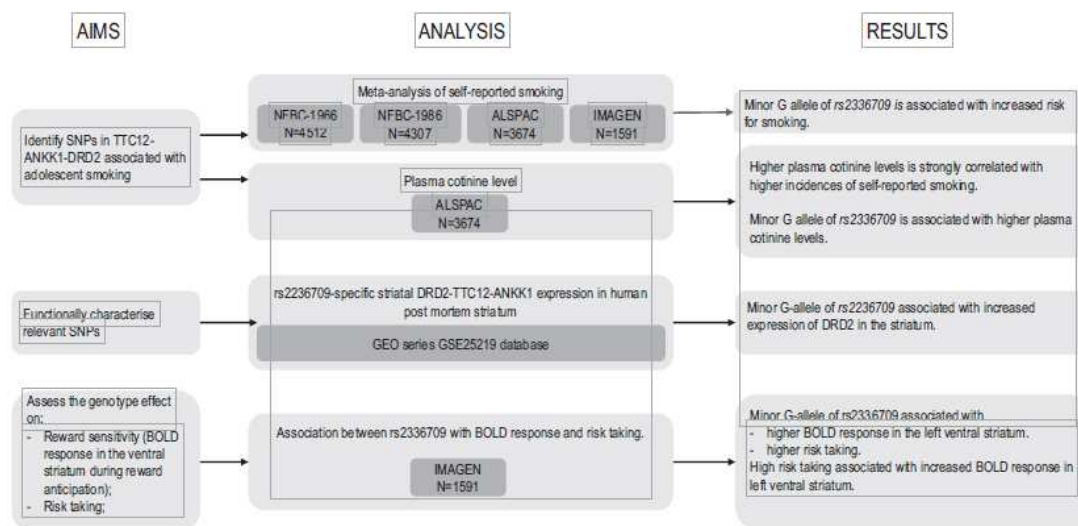 AIMS
ANALYSIS
RESULTS
Identify SNPs in TTC12-
ANKK1-DRD2 associated with
adolescent smoking
Meta-analysis of self-reported smoking
NFBC-1966
N=4512
NFBC-1986
N=4307
ALSPAC
N=3674
IMAGEN
N=1591
Minor G allele of rs2336709 is associated with increased risk
for smoking.
Plasma cotinine level
ALSPAC
N=3674
Higher plasma cotinine levels is strongly correlated with
higher incidences of self-reported smoking.
Minor G allele of rs2336709 is associated with higher plasma
cotinine levels.
Functionally characterise
relevant SNPs
rs2236709-specific striatal DRD2-TTC12-ANKK1 expression in human
post mortem striatum
GEO series GSE25219 database
Minor G-allele of rs2236709 associated with increased
expression of DRD2 in the striatum.
Assess the genotype effect
on:
- Reward sensitivity (BOLD
response in the ventral
striatum during reward
anticipation);
- Risk taking;
Association between rs2336709 with BOLD response and risk taking.
IMAGEN
N=1591
Minor G-allele of rs2336709 associated with
- higher BOLD response in the left ventral striatum.
- higher risk taking.
High risk taking associated with increased BOLD response in
left ventral striatum.